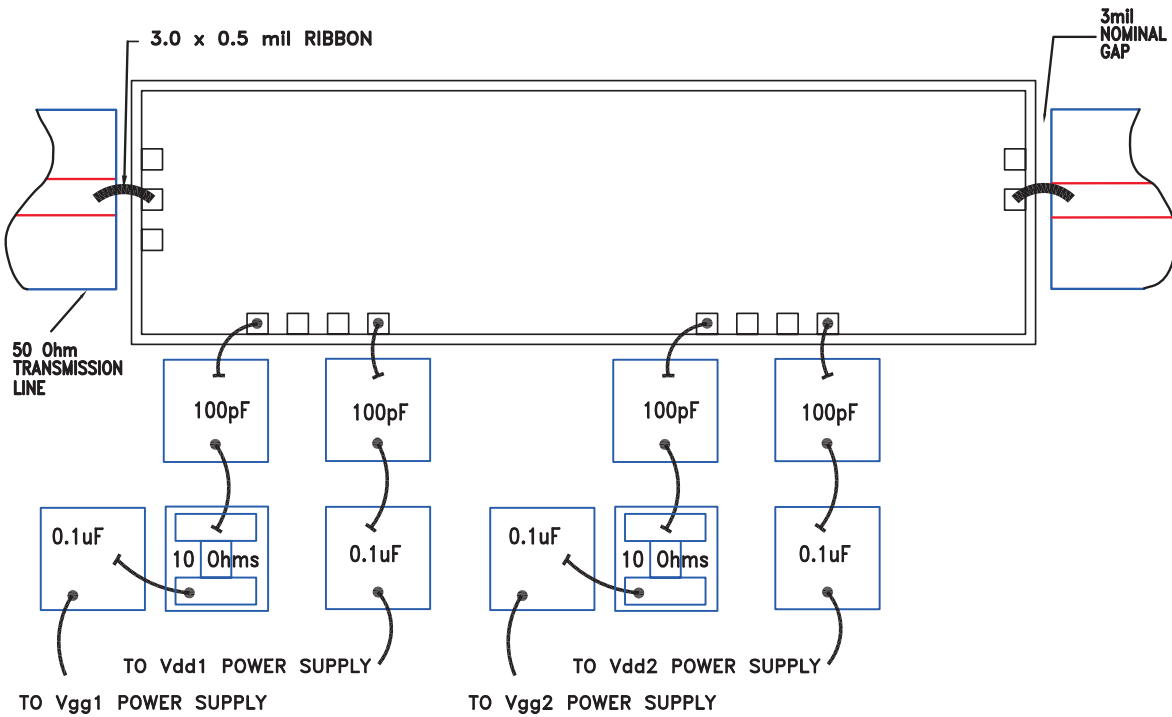 3.0 x 0.5 mil RIBBON
3mil
NOMINAL
GAP
50 Ohm
TRANSMISSION
LINE
100pF
100pF
100pF
100pF
0.1uF
10 Ohms
0.1uF
0.1uF
10 Ohms
0.1uF
TO Vdd1 POWER SUPPLY
TO Vdd2 POWER SUPPLY
TO Vgg1 POWER SUPPLY
TO Vgg2 POWER SUPPLY